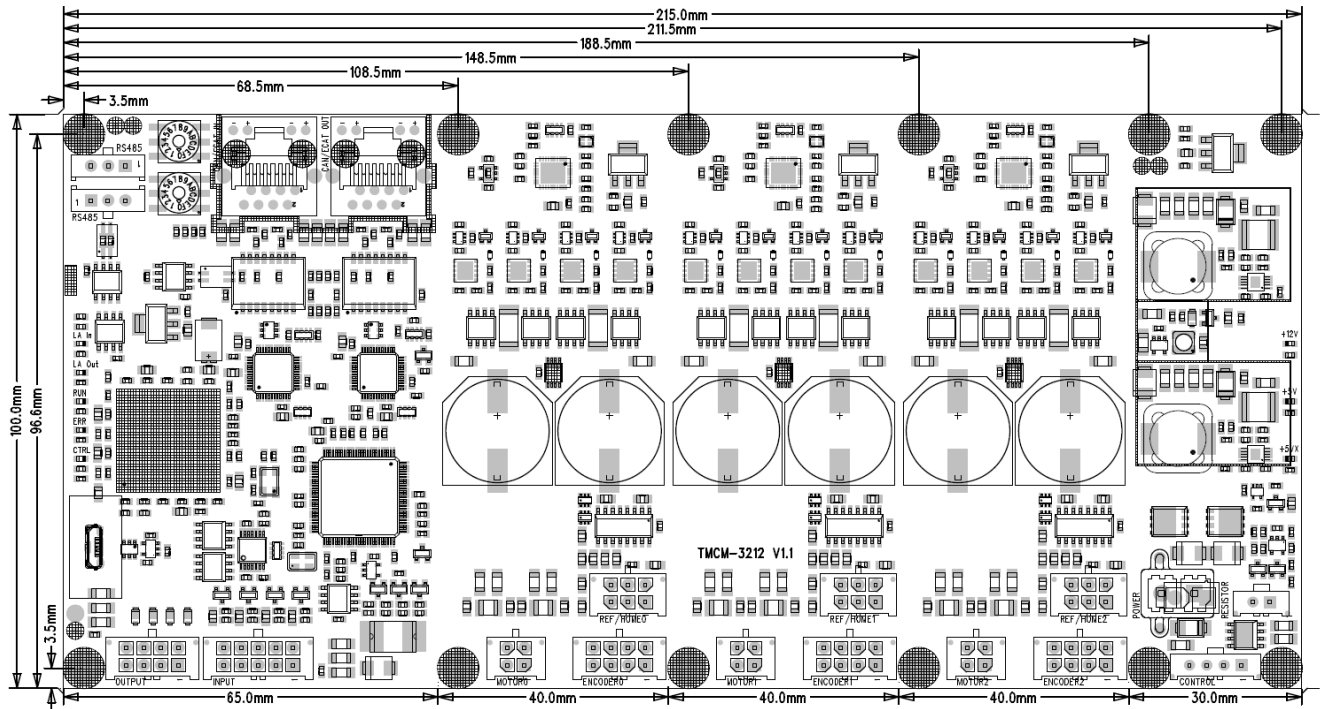 215.0mm
211.5mm
188.5mm
148.5mm
108.5mm
68.5mm
3.5mm
RS485
1
1
RS485
CAN/ECAT OUT
100.0mm
96.6mm
LA In
LA Out
RUN
ERR
CTRL
+12V
+5V
+5VX
TMCM-3212 V1.1
REF/HOME0
REF/HOME1
REF/HOME2
POWER
RESISTOR
3.5mm
OUTPUT
INPUT
MOTOR0
ENCODER0
MOTOR1
ENCODER1
MOTOR2
ENCODER2
CONTROL
65.0mm
40.0mm
40.0mm
40.0mm
30.0mm